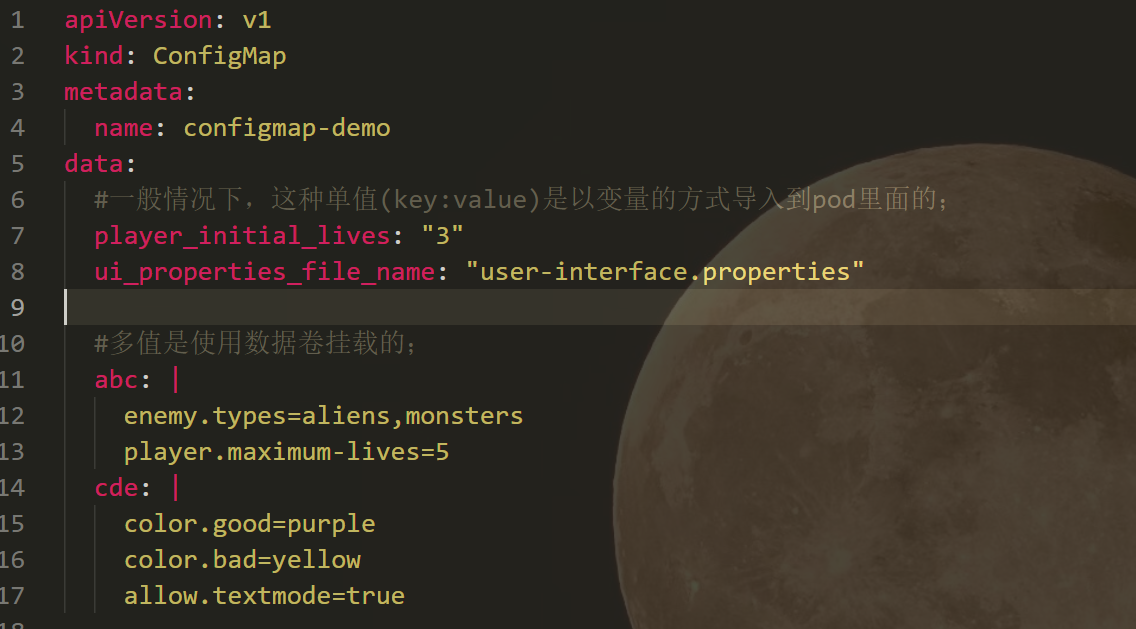 1 apiVersion: v1
2 kind: ConfigMap
3 metadata:
4 name: configmap-demo
5 data:
6 #一般情况下，这种单值(key:value)是以变量的方式导入到pod里面的；
7 player_initial_lives: "3"
8 ui_properties_file_name: "user-interface.properties"
9
10 #多值是使用数据卷挂载的；
11 abc: |
12 enemy.types=aliens,monsters
13 player.maximum-lives=5
14 cde: |
15 color.good=purple
16 color.bad=yellow
17 allow.textmode=true
18